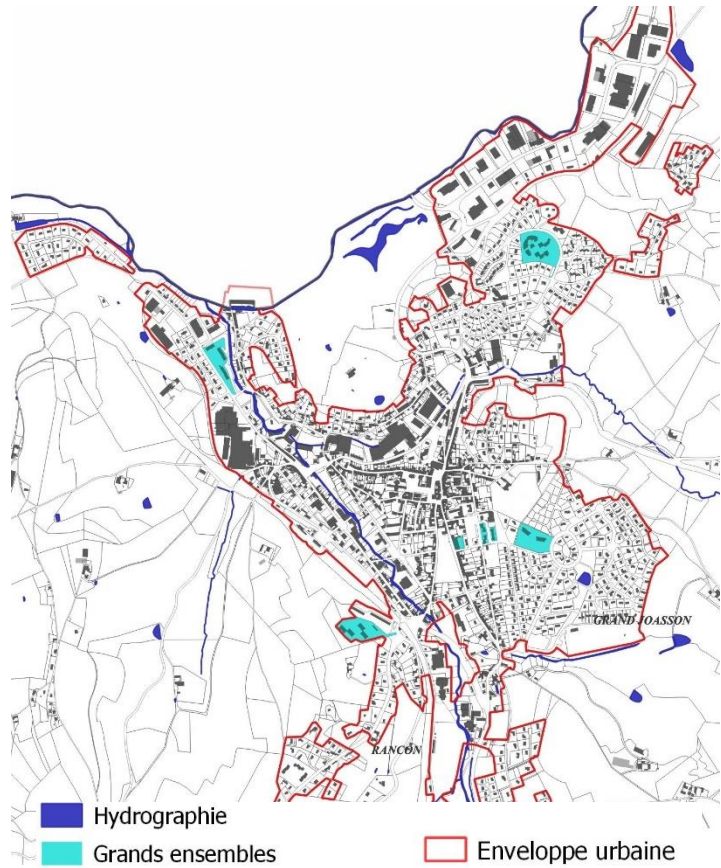 GRAND JOASSON
RANCON
Hydrographie
Grands ensembles
Enveloppe urbaine